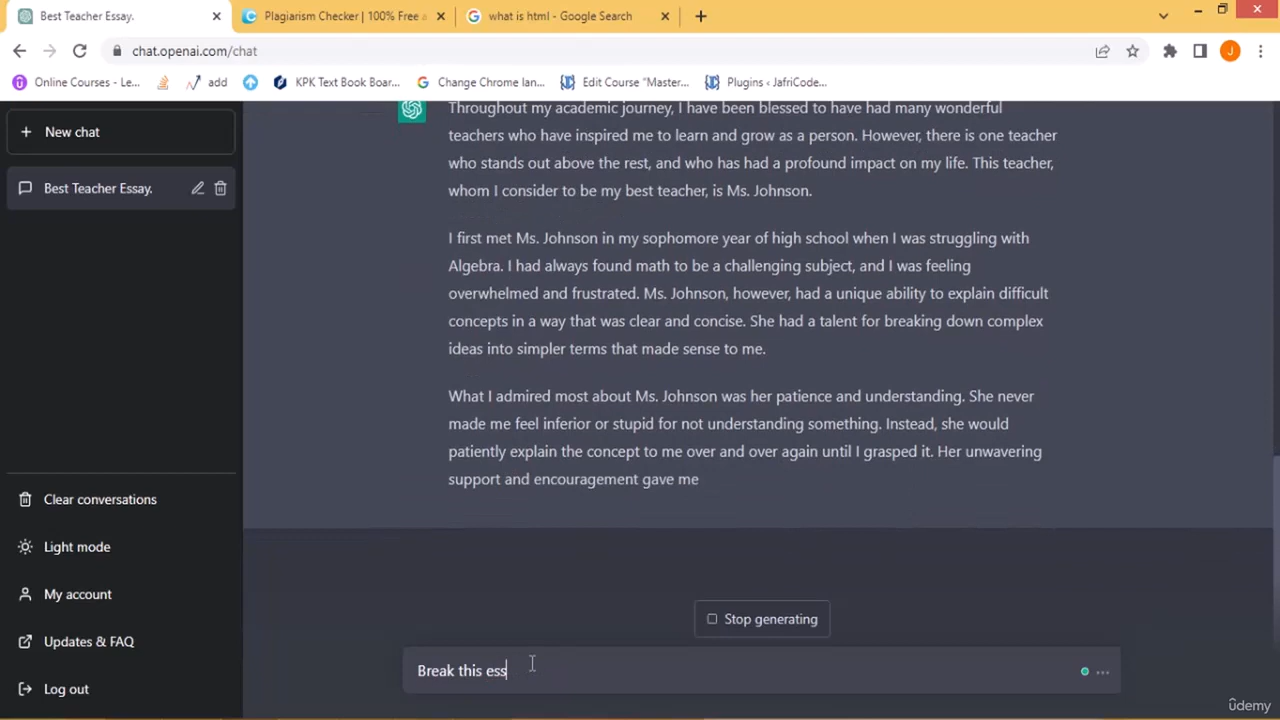 Best Teacher Essay.
Plagiarism Checker | 100% Free a
what is html - Google Search
chat.openai.com/chat
J
Online Courses - Le...
add
KPK Text Book Boar...
Change Chrome lan...
Edit Course "Master...
Plugins ‹ JafriCode...
New chat
Best Teacher Essay.
Throughout my academic journey, I have been blessed to have had many wonderful
teachers who have inspired me to learn and grow as a person. However, there is one teacher
who stands out above the rest, and who has had a profound impact on my life. This teacher,
whom I consider to be my best teacher, is Ms. Johnson.
I first met Ms. Johnson in my sophomore year of high school when I was struggling with
Algebra. I had always found math to be a challenging subject, and I was feeling
overwhelmed and frustrated. Ms. Johnson, however, had a unique ability to explain difficult
concepts in a way that was clear and concise. She had a talent for breaking down complex
ideas into simpler terms that made sense to me.
What I admired most about Ms. Johnson was her patience and understanding. She never
made me feel inferior or stupid for not understanding something. Instead, she would
patiently explain the concept to me over and over again until I grasped it. Her unwavering
support and encouragement gave me
Clear conversations
Light mode
My account
Updates & FAQ
Log out
Stop generating
Break this ess
ûdemy